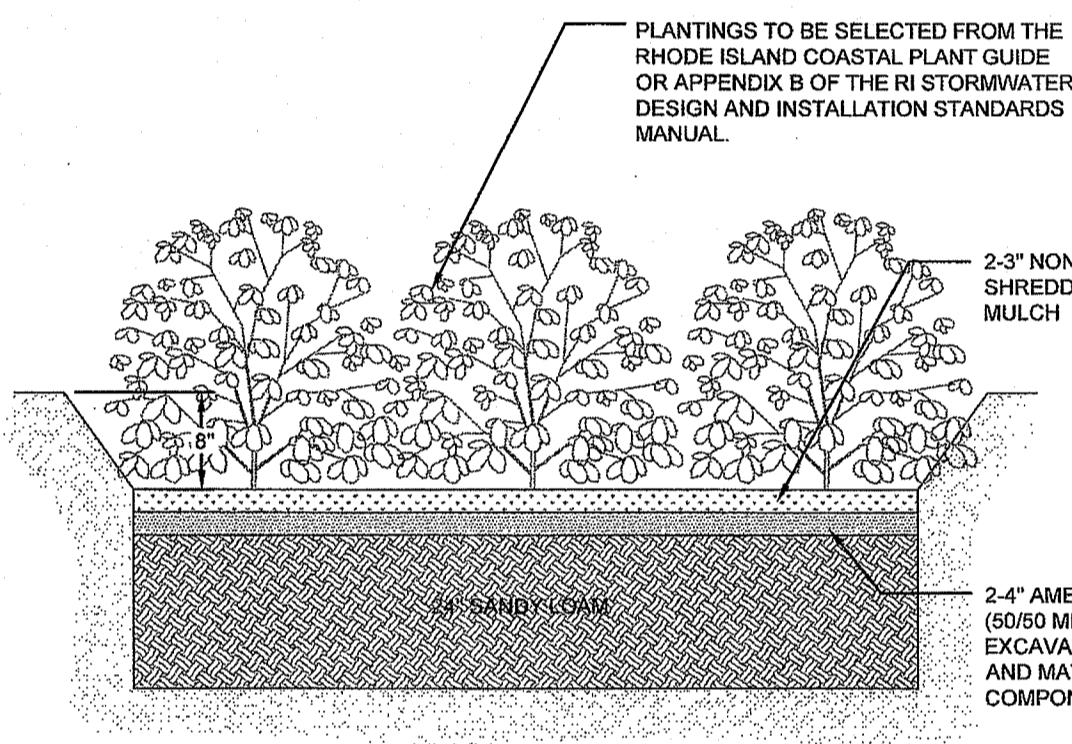 PLANTINGS TO BE SELECTED FROM THE
RHODE ISLAND COASTAL PLANT GUIDE
OR APPENDIX B OF THE RI STORMWATER
DESIGN AND INSTALLATION STANDARDS
MANUAL.
2-3" NON
SHREDD
MULCH
8"
24" SANDY LOAM
2-4" AME
(50/50 MI
EXCAVA
AND MAT
COMPON